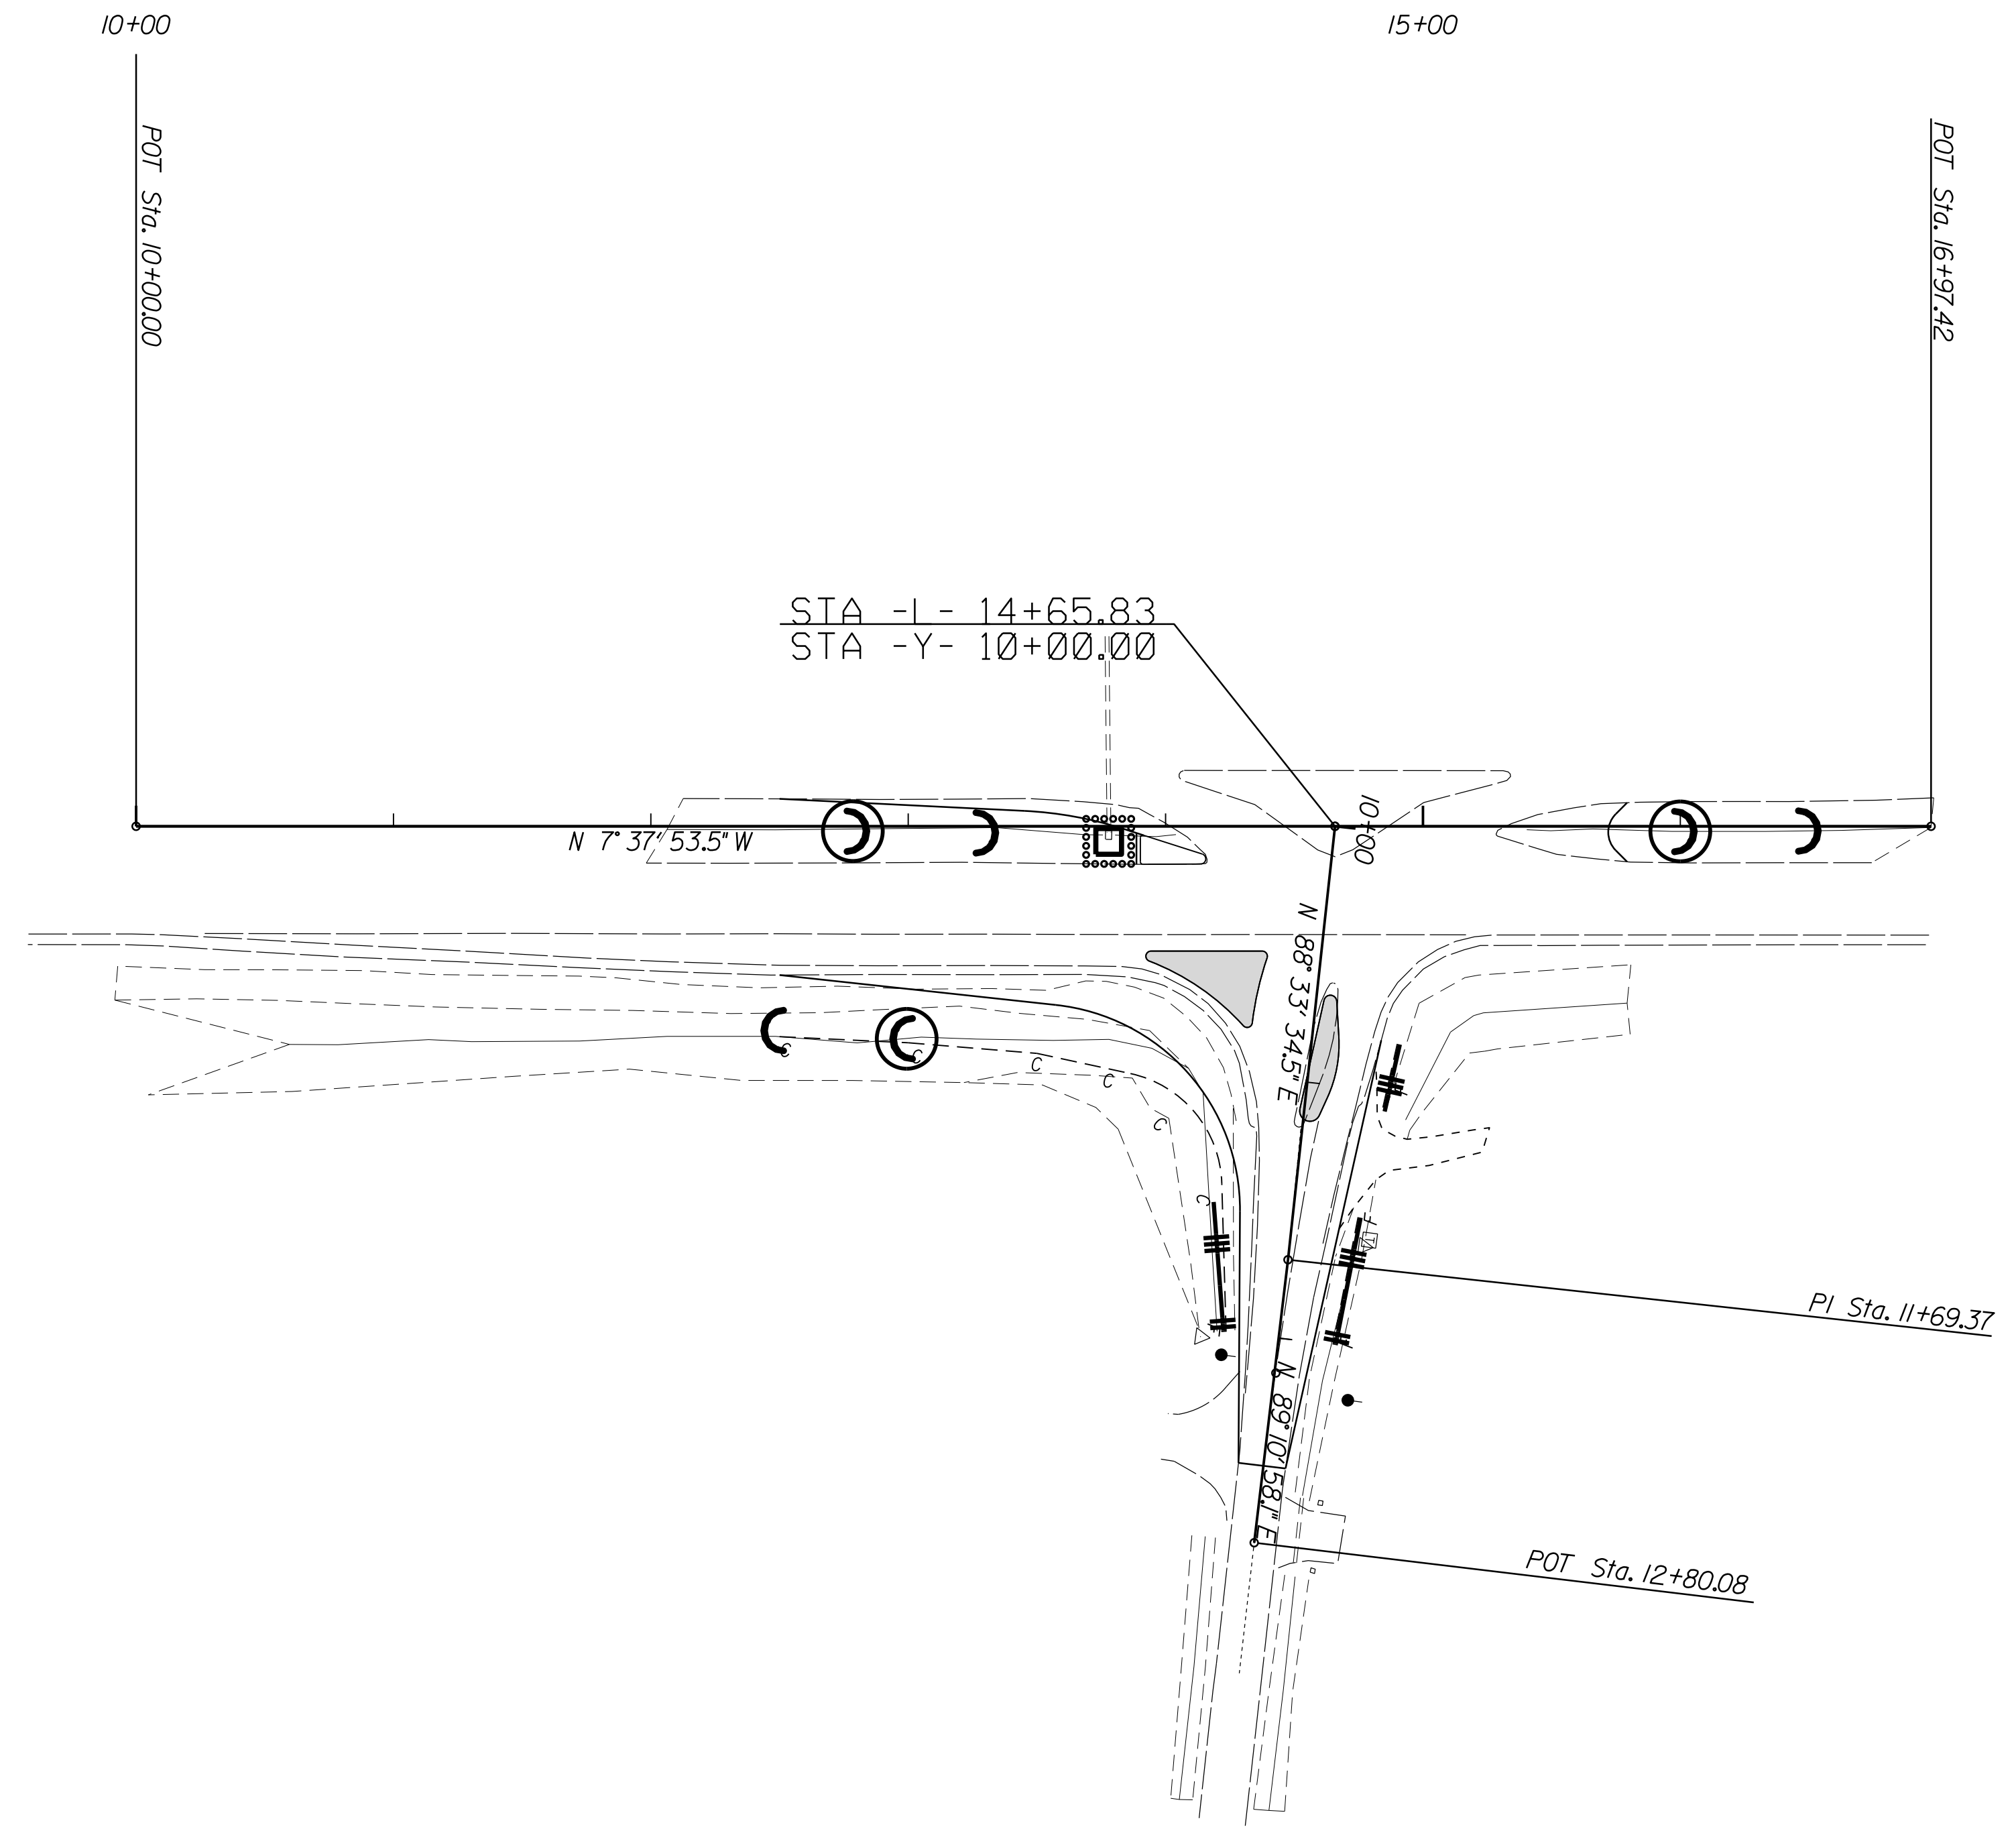 10+00
15+00
POT Sta. 10+00.00
POT Sta. 16+97.42
STA -L- 14+65.83
STA -Y- 10+00.00
10+00
N 7° 37' 53.5" W
N 88° 33' 34.5" E
C
C
C
C
C
C
F
PI Sta. 11+69.37
N 89° 10' 58.1" E
POT Sta. 12+80.08